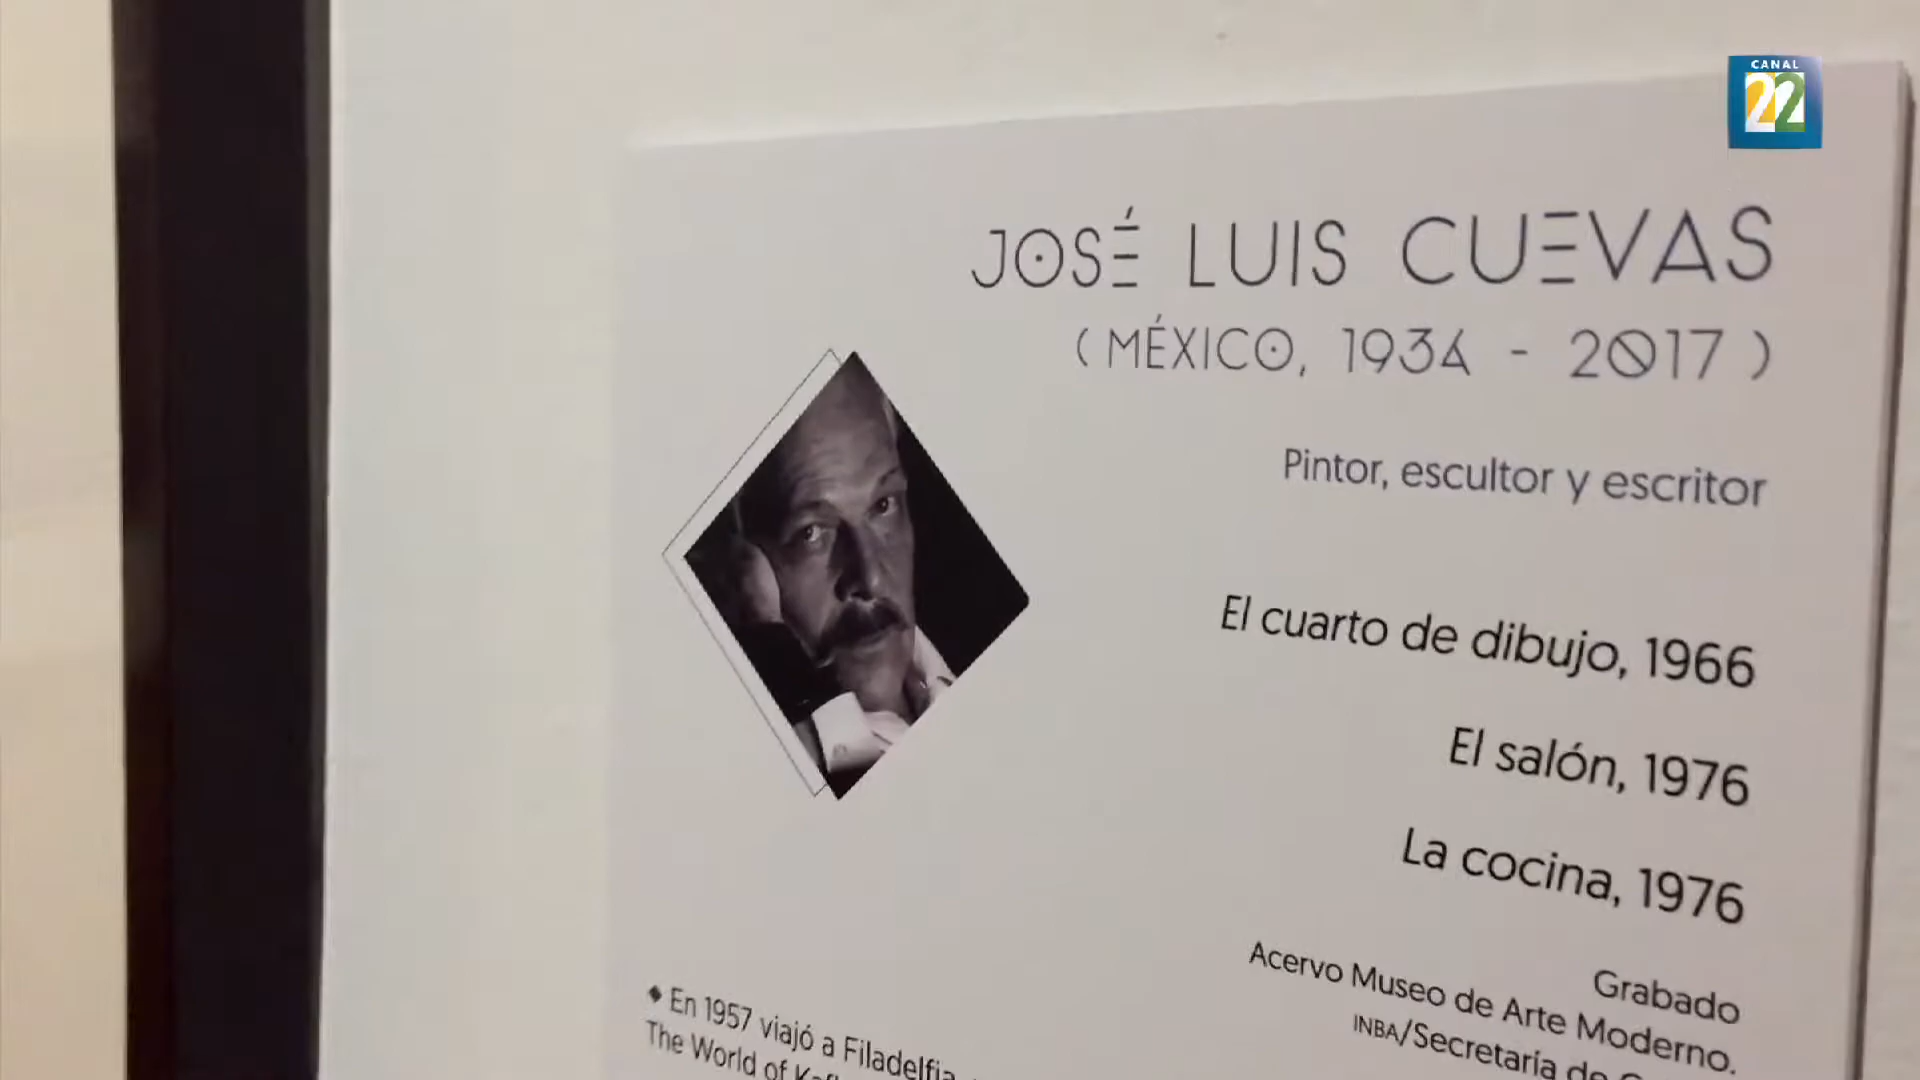 CANAL
22
JOSÉ LUIS CUEVAS
(MÉXICO, 1934 - 2017)
Pintor, escultor y escritor
El cuarto de dibujo, 1966
El salón, 1976
La cocina, 1976
Grabado
Acervo Museo de Arte Moderno.
INBA/Secretaría de
◆ En 1957 viajó a Filadelfia
The World of